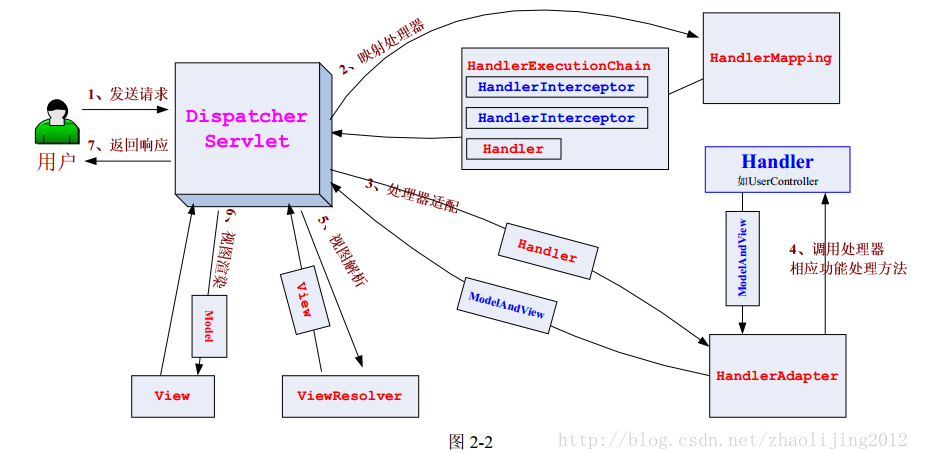 1、发送请求
7、返回响应
用户
Dispatcher
Servlet
2、映射处理器
HandlerExecutionChain
HandlerInterceptor
HandlerInterceptor
Handler
HandlerMapping
Handler
如UserController
ModelAndView
4、调用处理器
相应功能处理方法
3、处理器适配
Handler
ModelAndView
HandlerAdapter
6、视图渲染
Model
View
5、视图解析
View
ViewResolver
图 2-2
http://blog.csdn.net/zhaolijing2012